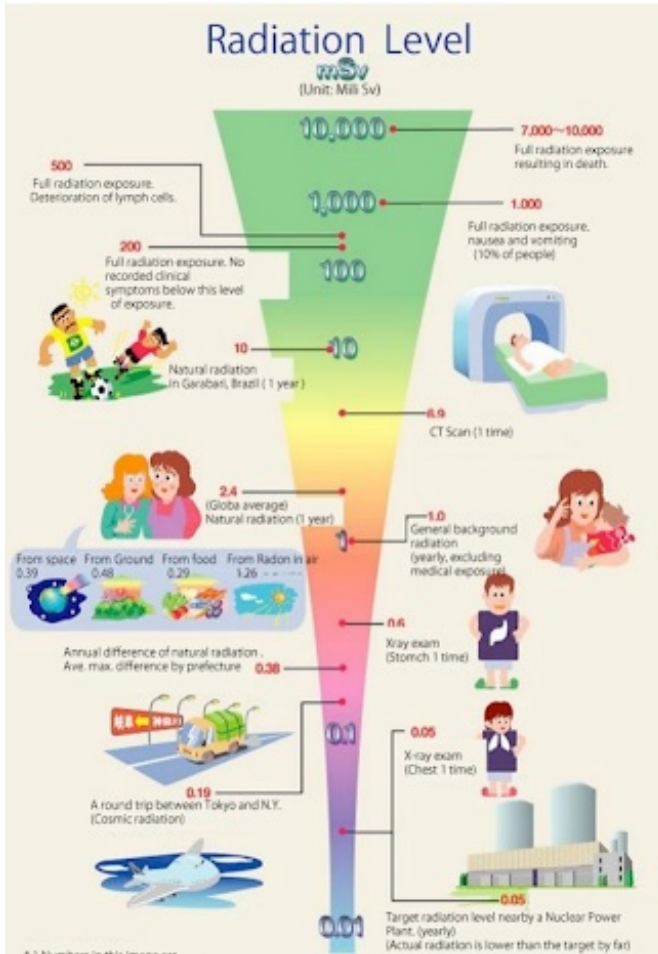 Radiation Level
mSv
(Unit: Mili Sv)
10,000
7,000~10,000
Full radiation exposure
resulting in death.
500
Full radiation exposure.
Deterioration of lymph cells.
1,000
1.000
Full radiation exposure.
nausea and vomiting
(10% of people)
200
Full radiation exposure. No
recorded clinical
symptoms below this level
of exposure.
100
10
10
Natural radiation
in Garabari, Brazil ( 1 year )
6.9
CT Scan (1 time)
2.4
(Globa average)
Natural radiation (1 year)
1
1.0
General background
radiation
(yearly, excluding
medical exposure)
From space
0.39
From Ground
0.48
From food
0.29
From Radon in air
1.26
0.6
Xray exam
(Stomch 1 time)
Annual difference of natural radiation .
Ave. max. difference by prefecture
0.38
岐阜 神奈川
0.1
0.05
X-ray exam
(Chest 1 time)
0.19
A round trip between Tokyo and N.Y.
(Cosmic radiation)
0.05
Target radiation level nearby a Nuclear Power
Plant. (yearly)
(Actual radiation is lower than the target by far)
0.01